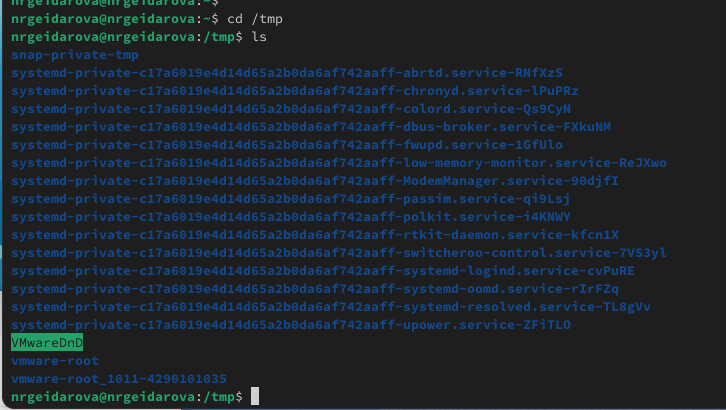 nrgeidarova@nrgeidarova:~$
nrgeidarova@nrgeidarova:~$ cd /tmp
nrgeidarova@nrgeidarova:/tmp$ ls
snap-private-tmp
systemd-private-c17a6019e4d14d65a2b0da6af742aaff-abrtd.service-RNfXzS
systemd-private-c17a6019e4d14d65a2b0da6af742aaff-chronyd.service-lPuPRz
systemd-private-c17a6019e4d14d65a2b0da6af742aaff-colord.service-Qs9CyN
systemd-private-c17a6019e4d14d65a2b0da6af742aaff-dbus-broker.service-FXkuNM
systemd-private-c17a6019e4d14d65a2b0da6af742aaff-fwupd.service-1GfUlo
systemd-private-c17a6019e4d14d65a2b0da6af742aaff-low-memory-monitor.service-ReJXwo
systemd-private-c17a6019e4d14d65a2b0da6af742aaff-ModemManager.service-90djfI
systemd-private-c17a6019e4d14d65a2b0da6af742aaff-passim.service-qi9Lsj
systemd-private-c17a6019e4d14d65a2b0da6af742aaff-polkit.service-i4KNWY
systemd-private-c17a6019e4d14d65a2b0da6af742aaff-rtkit-daemon.service-kfcn1X
systemd-private-c17a6019e4d14d65a2b0da6af742aaff-switcheroo-control.service-7VS3yl
systemd-private-c17a6019e4d14d65a2b0da6af742aaff-systemd-logind.service-cvPuRE
systemd-private-c17a6019e4d14d65a2b0da6af742aaff-systemd-oomd.service-rIrFZq
systemd-private-c17a6019e4d14d65a2b0da6af742aaff-systemd-resolved.service-TL8gVv
systemd-private-c17a6019e4d14d65a2b0da6af742aaff-upower.service-ZFiTLO
VMwareDnD
vmware-root
vmware-root_1011-4290101035
nrgeidarova@nrgeidarova:/tmp$